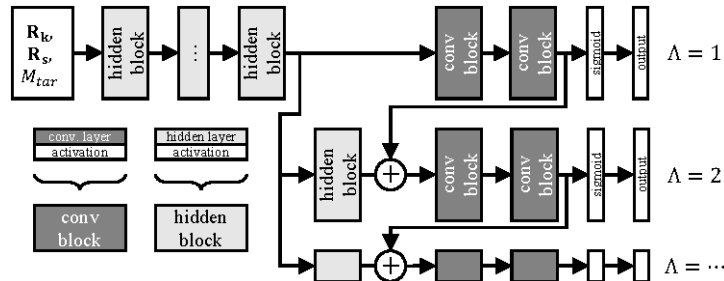 R_k,
R_s,
M_tar
hidden block
...
hidden block
conv block
conv block
sigmoid
output
Λ = 1
conv. layer
activation
hidden layer
activation
hidden block
+
conv block
conv block
sigmoid
output
Λ = 2
conv
block
hidden
block
+
Λ = ⋯